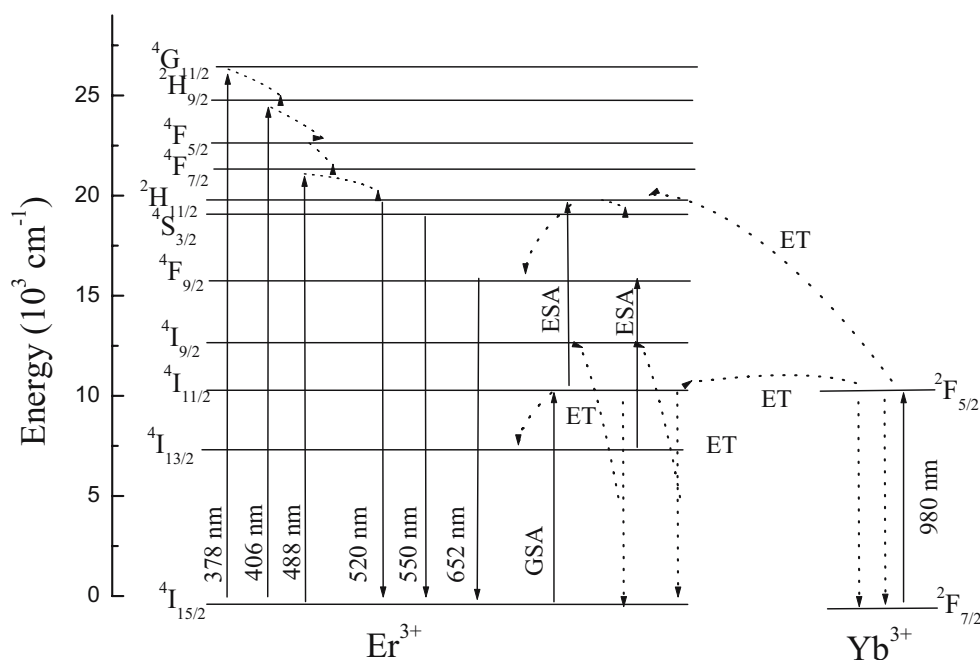 Energy (10³ cm⁻¹)
25
20
15
10
5
0
⁴G₁₁/₂
²H₉/₂
⁴F₅/₂
⁴F₇/₂
²H₁₁/₂
⁴S₃/₂
⁴F₉/₂
⁴I₉/₂
⁴I₁₁/₂
⁴I₁₃/₂
⁴I₁₅/₂
378 nm
406 nm
488 nm
520 nm
550 nm
652 nm
GSA
ESA
ESA
ET
ET
ET
ET
980 nm
²F₅/₂
²F₇/₂
Er³⁺
Yb³⁺